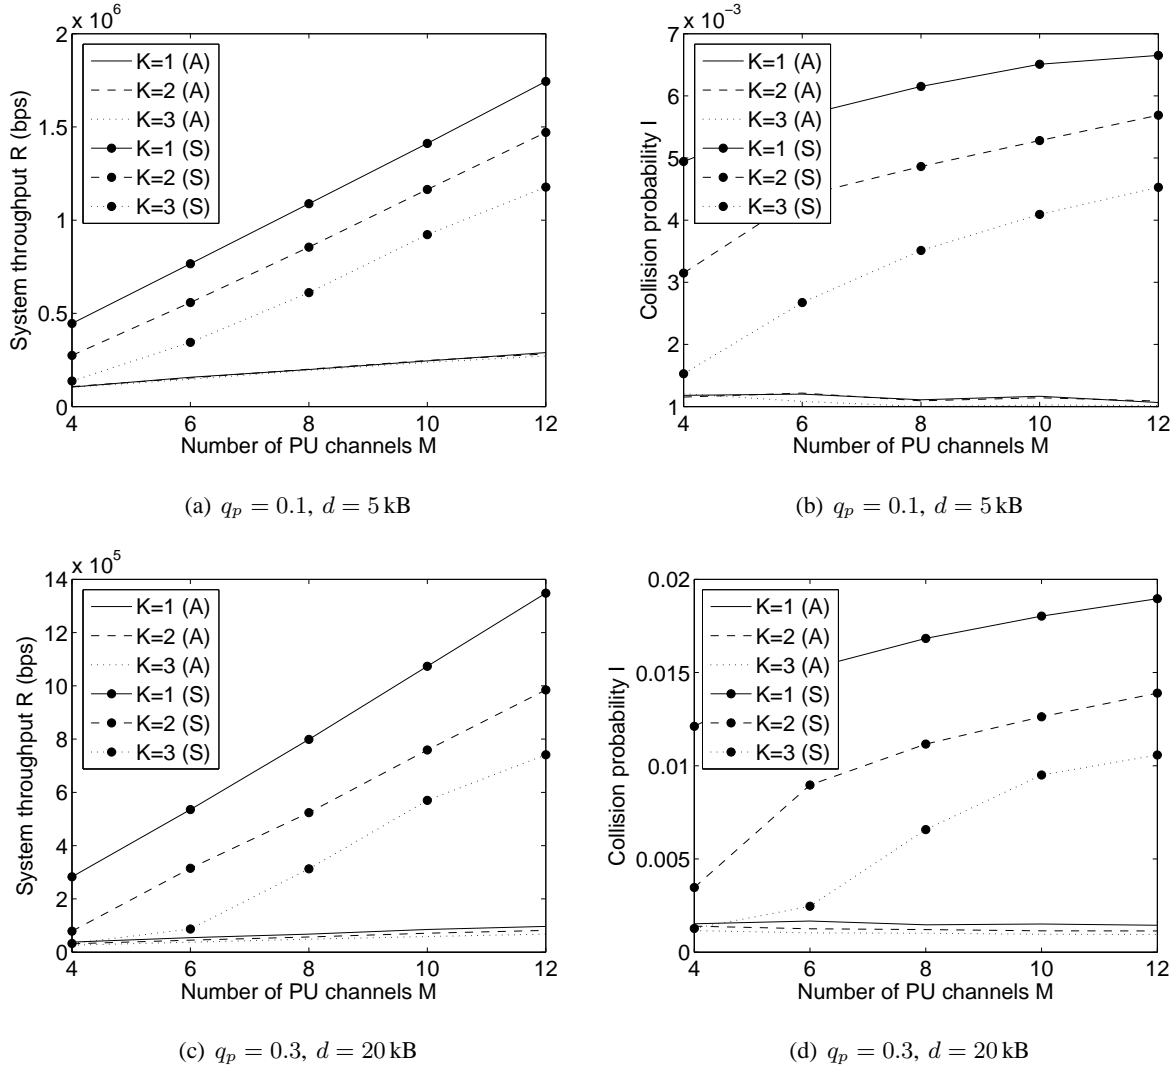 x 10^6
2
1.5
1
0.5
0
System throughput R (bps)
K=1 (A)
K=2 (A)
K=3 (A)
K=1 (S)
K=2 (S)
K=3 (S)
4 6 8 10 12
Number of PU channels M
(a) q_p = 0.1, d = 5 kB
x 10^−3
7
6
5
4
3
2
1
Collision probability I
K=1 (A)
K=2 (A)
K=3 (A)
K=1 (S)
K=2 (S)
K=3 (S)
4 6 8 10 12
Number of PU channels M
(b) q_p = 0.1, d = 5 kB
x 10^5
14
12
10
8
6
4
2
0
System throughput R (bps)
K=1 (A)
K=2 (A)
K=3 (A)
K=1 (S)
K=2 (S)
K=3 (S)
4 6 8 10 12
Number of PU channels M
(c) q_p = 0.3, d = 20 kB
0.02
0.015
0.01
0.005
0
Collision probability I
K=1 (A)
K=2 (A)
K=3 (A)
K=1 (S)
K=2 (S)
K=3 (S)
4 6 8 10 12
Number of PU channels M
(d) q_p = 0.3, d = 20 kB